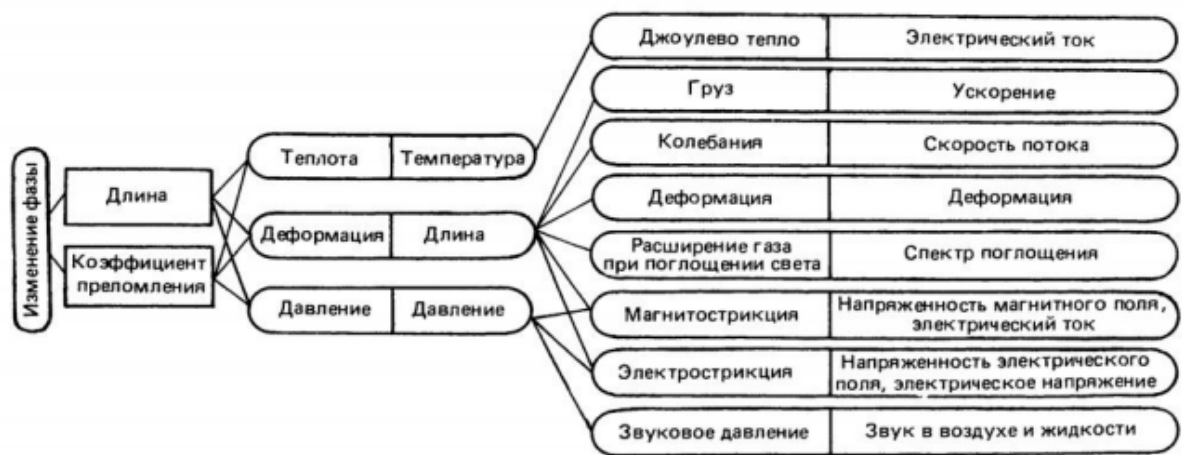 Изменение фазы
Длина
Коэффициент
преломления
Теплота
Температура
Деформация
Длина
Давление
Давление
Джоулево тепло
Электрический ток
Груз
Ускорение
Колебания
Скорость потока
Деформация
Деформация
Расширение газа
при поглощении света
Спектр поглощения
Магнитострикция
Напряженность магнитного поля,
электрический ток
Электрострикция
Напряженность электрического
поля, электрическое напряжение
Звуковое давление
Звук в воздухе и жидкости